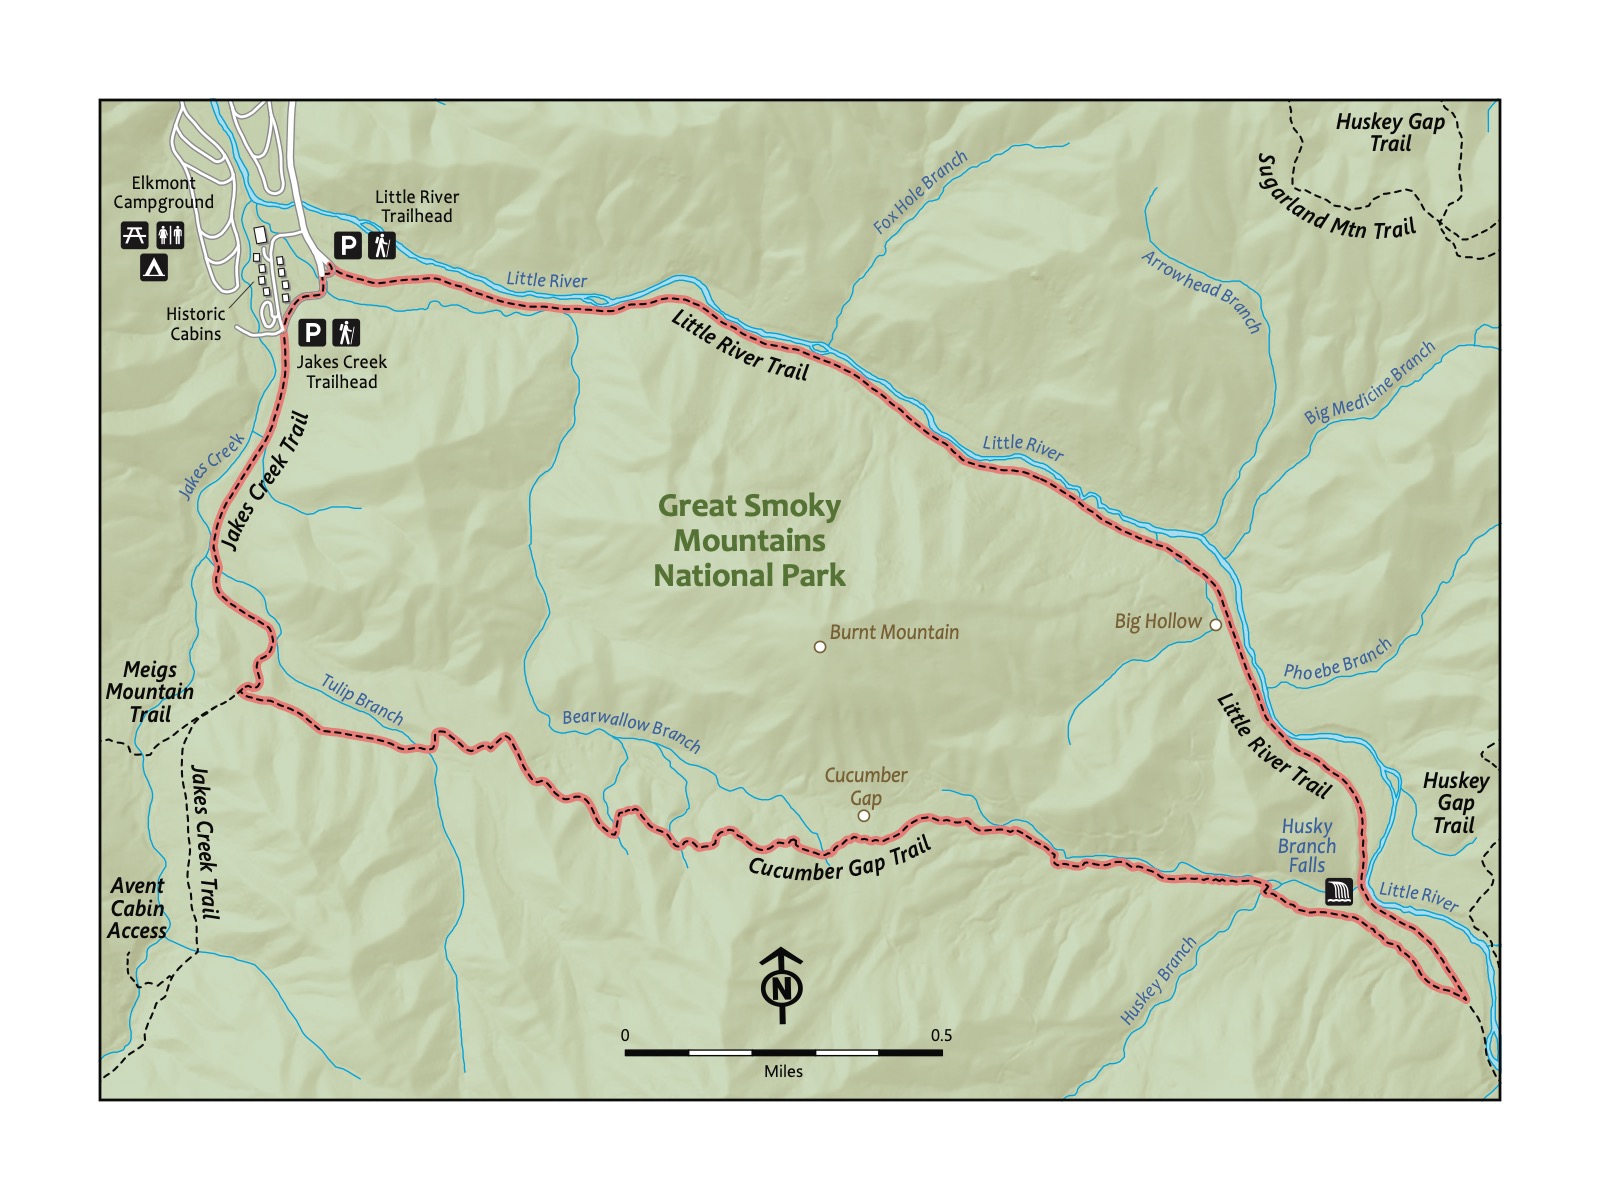 Huskey Gap
Trail
Sugarland Mtn Trail
Fox Hole Branch
Elkmont
Campground
Little River
Trailhead
P
Little River
Arrowhead Branch
Historic
Cabins
P
Jakes Creek
Trailhead
Little River Trail
Big Medicine Branch
Jakes Creek
Jakes Creek Trail
Little River
Great Smoky
Mountains
National Park
Burnt Mountain
Big Hollow
Phoebe Branch
Meigs
Mountain
Trail
Tulip Branch
Bearwallow Branch
Little River Trail
Cucumber
Gap
Huskey
Gap
Trail
Jakes Creek Trail
Cucumber Gap Trail
Husky
Branch
Falls
Little River
Avent
Cabin
Access
Huskey Branch
N
0 0.5
Miles